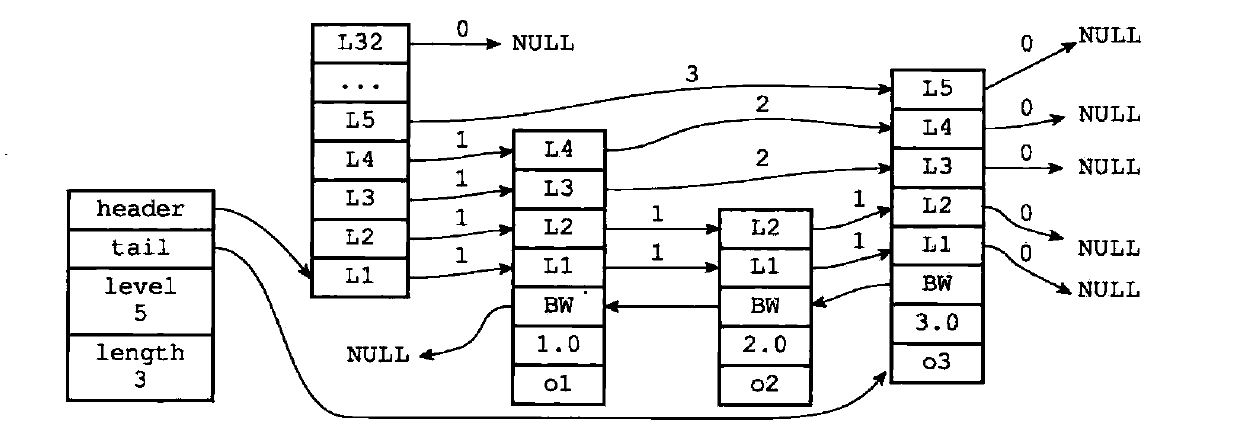 header
tail
level
5
length
3
L32
...
L5
L4
L3
L2
L1
0
NULL
3
1
1
1
1
L4
L3
L2
L1
BW
1.0
o1
NULL
2
2
1
1
L2
L1
BW
2.0
o2
1
1
L5
L4
L3
L2
L1
BW
3.0
o3
0
NULL
0
NULL
0
NULL
0
NULL
0
NULL